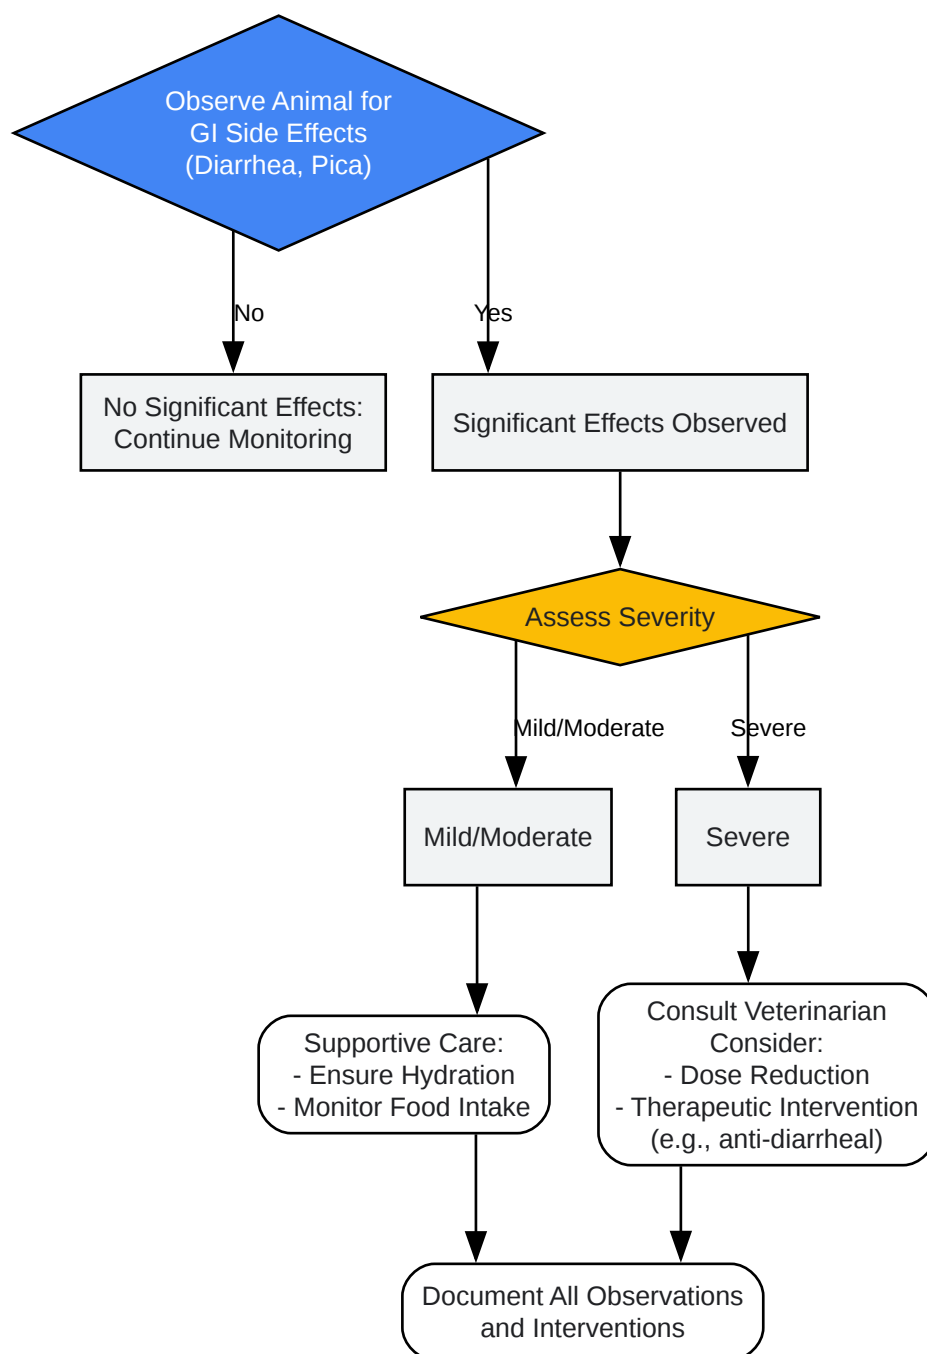 Observe Animal for
GI Side Effects
(Diarrhea, Pica)
No
Yes
No Significant Effects:
Continue Monitoring
Significant Effects Observed
Assess Severity
Mild/Moderate
Severe
Mild/Moderate
Severe
Supportive Care:
- Ensure Hydration
- Monitor Food Intake
Consult Veterinarian
Consider:
- Dose Reduction
- Therapeutic Intervention
(e.g., anti-diarrheal)
Document All Observations
and Interventions